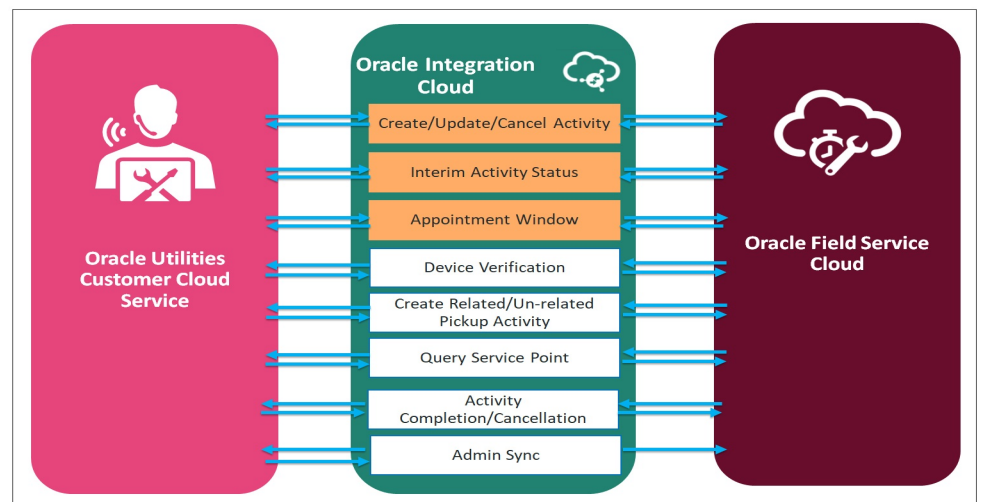 Oracle Utilities
Customer Cloud
Service
Oracle Integration
Cloud
Create/Update/Cancel Activity
Interim Activity Status
Appointment Window
Device Verification
Create Related/Un-related
Pickup Activity
Query Service Point
Activity
Completion/Cancellation
Admin Sync
Oracle Field Service
Cloud